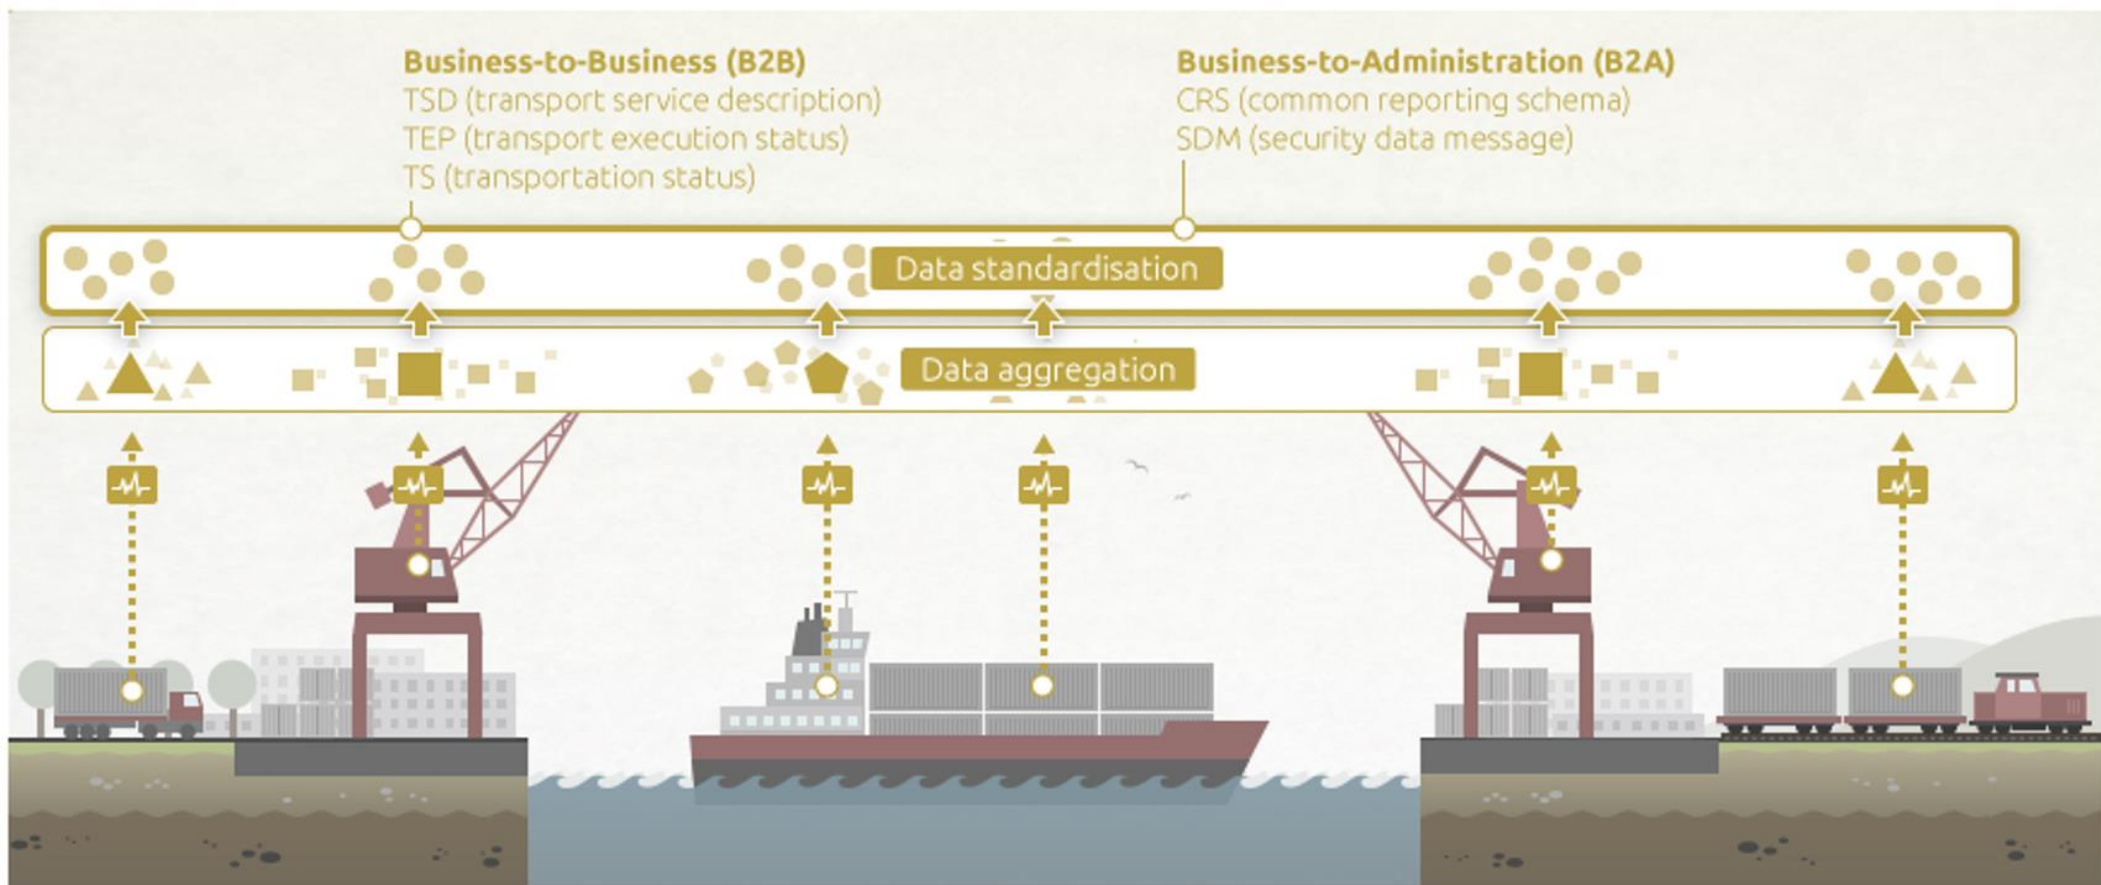 Business-to-Business (B2B)
TSD (transport service description)
TEP (transport execution status)
TS (transportation status)
Business-to-Administration (B2A)
CRS (common reporting schema)
SDM (security data message)
Data standardisation
Data aggregation